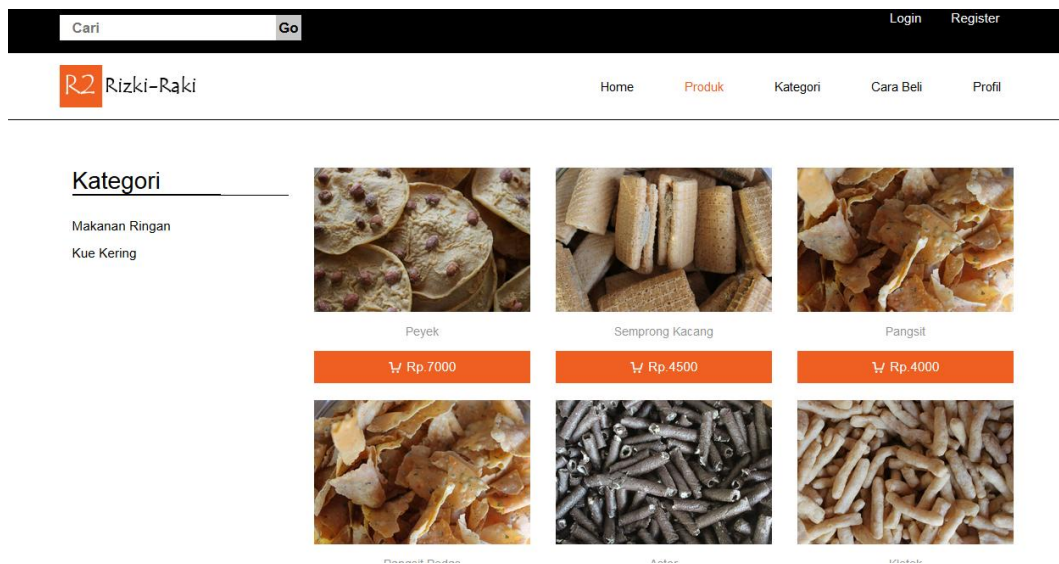 Cari Go
Login Register
R2 Rizki-Raki
Home Produk Kategori Cara Beli Profil
Kategori
Makanan Ringan
Kue Kering
Peyek Semprong Kacang Pangsit
Rp.7000 Rp.4500 Rp.4000
Pangsit